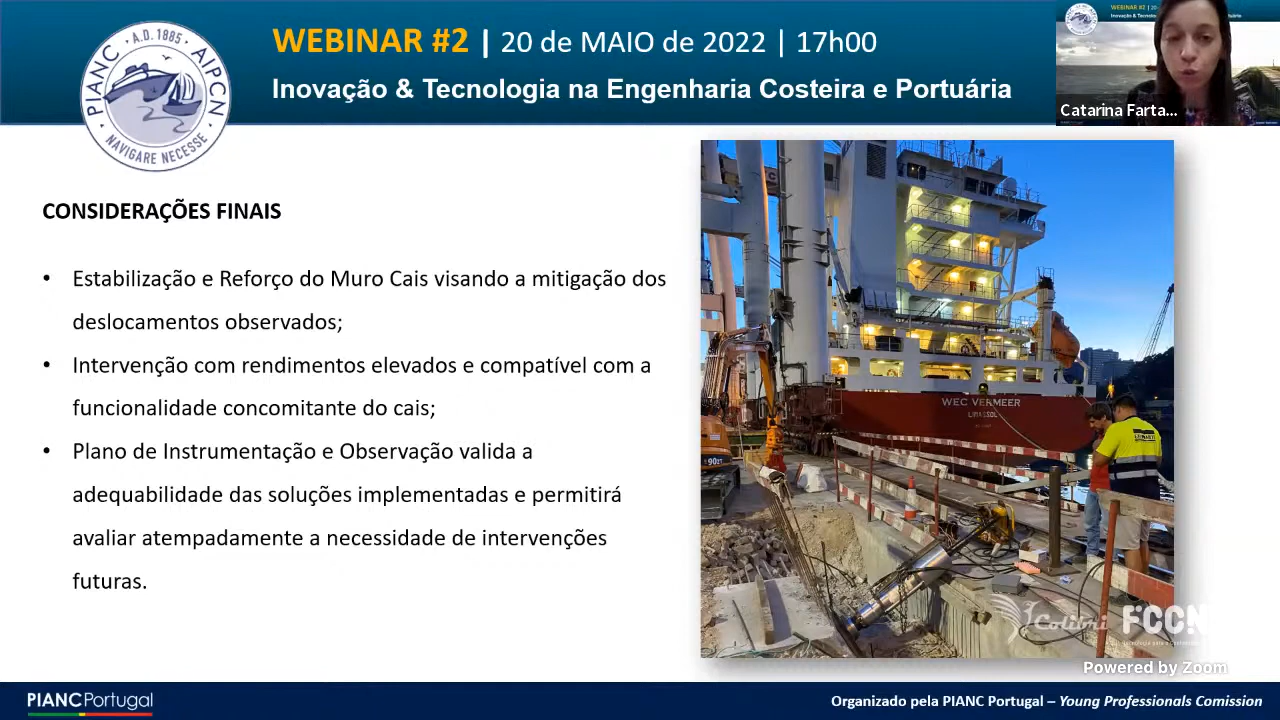 WEBINAR #2 | 20 de MAIO de 2022 | 17h00
Inovação & Tecnologia na Engenharia Costeira e Portuária
PIANC · A.D. 1885 · AIPCN
NAVIGARE NECESSE
Catarina Farta...
CONSIDERAÇÕES FINAIS
• Estabilização e Reforço do Muro Cais visando a mitigação dos
deslocamentos observados;
• Intervenção com rendimentos elevados e compatível com a
funcionalidade concomitante do cais;
• Plano de Instrumentação e Observação valida a
adequabilidade das soluções implementadas e permitirá
avaliar atempadamente a necessidade de intervenções
futuras.
WEC VERMEER
LIMASSOL
Colibri FCCN
Powered by Zoom
PIANC Portugal
Organizado pela PIANC Portugal – Young Professionals Comission